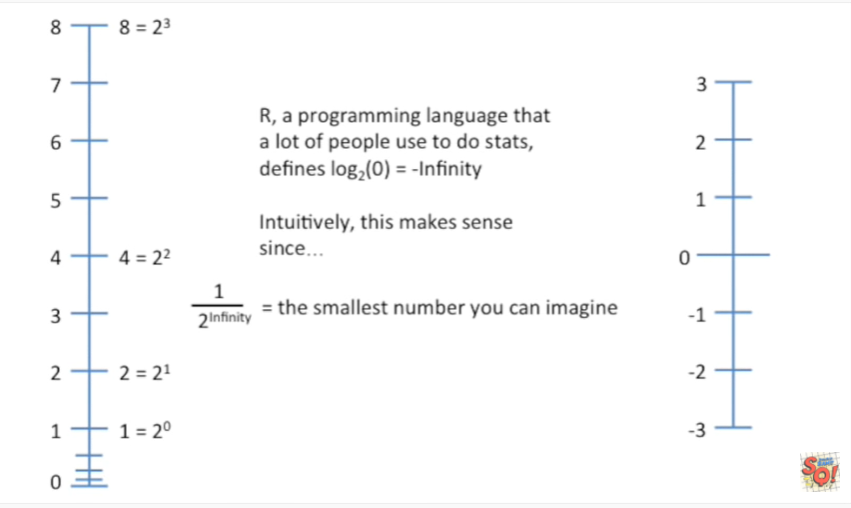 8
8 = 2³
7
6
5
4
4 = 2²
3
2
2 = 2¹
1
1 = 2⁰
0
R, a programming language that
a lot of people use to do stats,
defines log₂(0) = -Infinity
Intuitively, this makes sense
since...
1
2^Infinity = the smallest number you can imagine
3
2
1
0
-1
-2
-3
SQ!